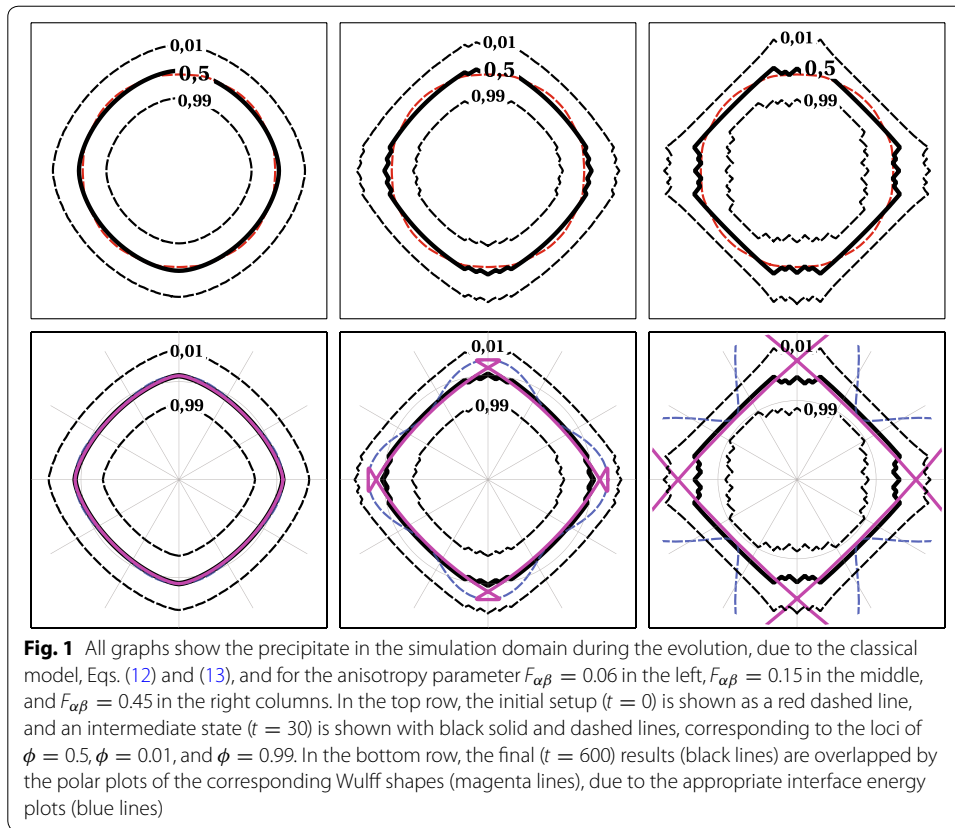 0,01
0,5
0,99
0,01
0,5
0,99
0,01
0,5
0,99
0,01
0,99
0,01
0,99
0,01
0,99
Fig. 1 All graphs show the precipitate in the simulation domain during the evolution, due to the classical
model, Eqs. (12) and (13), and for the anisotropy parameter Fαβ = 0.06 in the left, Fαβ = 0.15 in the middle,
and Fαβ = 0.45 in the right columns. In the top row, the initial setup (t = 0) is shown as a red dashed line,
and an intermediate state (t = 30) is shown with black solid and dashed lines, corresponding to the loci of
ϕ = 0.5, ϕ = 0.01, and ϕ = 0.99. In the bottom row, the final (t = 600) results (black lines) are overlapped by
the polar plots of the corresponding Wulff shapes (magenta lines), due to the appropriate interface energy
plots (blue lines)